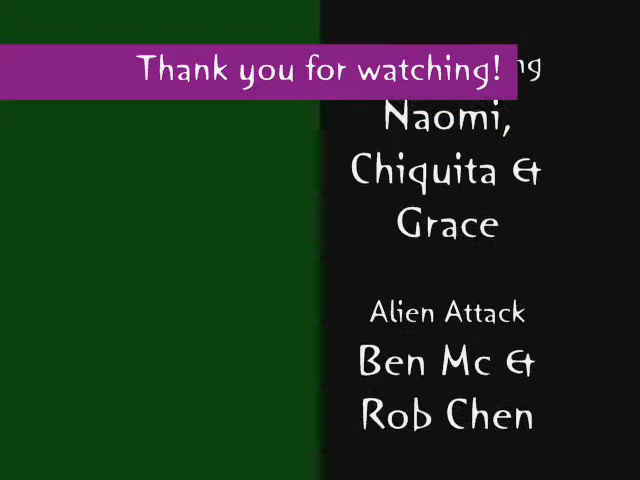 Thank you for watching!
Naomi,
Chiquita &
Grace
Alien Attack
Ben Mc &
Rob Chen